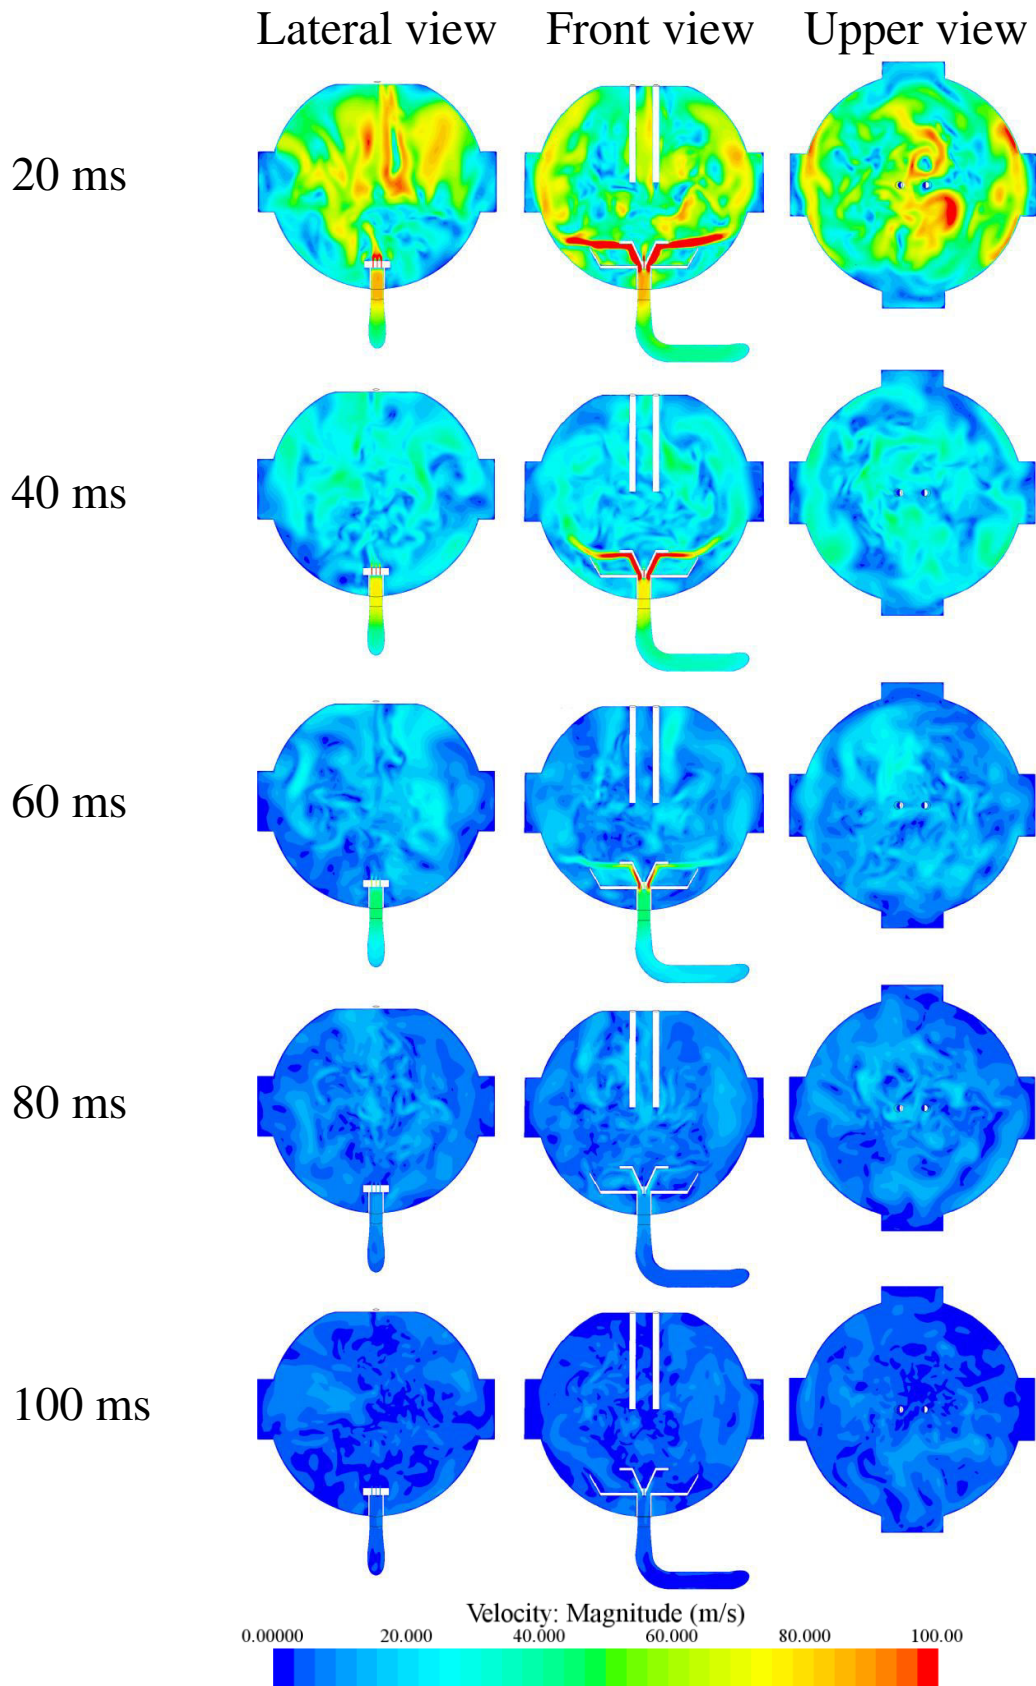 Lateral view Front view Upper view
20 ms
40 ms
60 ms
80 ms
100 ms
Velocity: Magnitude (m/s)
0.00000 20.000 40.000 60.000 80.000 100.00